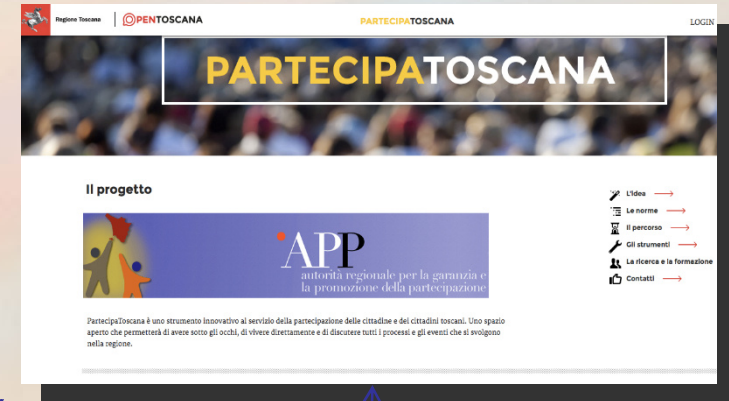 Regione Toscana
OPENTOSCANA
PARTECIPATOSCANA
LOGIN
PARTECIPATOSCANA
Il progetto
APP
autorità regionale per la garanzia e
la promozione della partecipazione
L'idea
Le norme
Il percorso
Gli strumenti
La ricerca e la formazione
Contatti
PartecipaToscana è uno strumento innovativo al servizio della partecipazione delle cittadine e dei cittadini toscani. Uno spazio
aperto che permetterà di avere sotto gli occhi, di vivere direttamente e di discutere tutti i processi e gli eventi che si svolgono
nella regione.